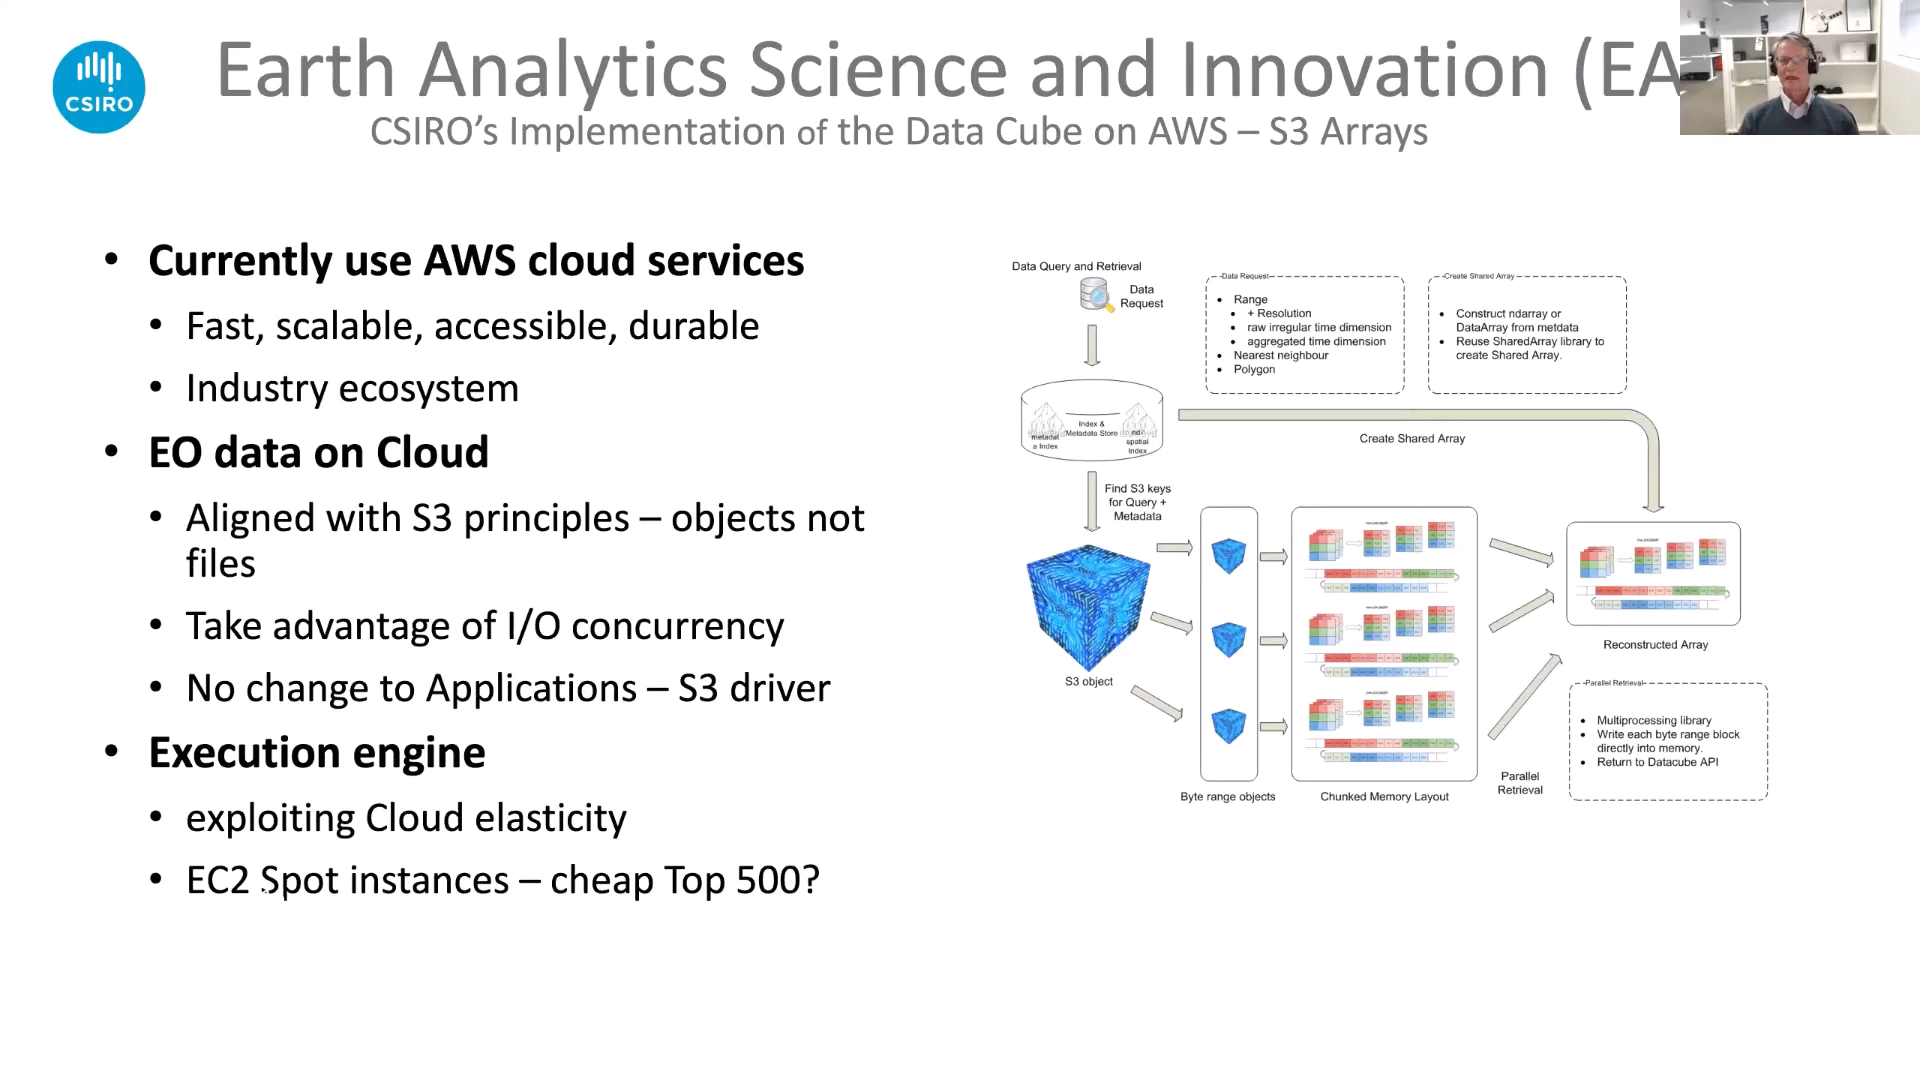 CSIRO
Earth Analytics Science and Innovation (EA
CSIRO’s Implementation of the Data Cube on AWS – S3 Arrays
• Currently use AWS cloud services
• Fast, scalable, accessible, durable
• Industry ecosystem
• EO data on Cloud
• Aligned with S3 principles – objects not
files
• Take advantage of I/O concurrency
• No change to Applications – S3 driver
• Execution engine
• exploiting Cloud elasticity
• EC2 Spot instances – cheap Top 500?
Data Query and Retrieval
Data
Request
Data Request
• Range
• + Resolution
• raw irregular time dimension
• aggregated time dimension
• Nearest neighbour
• Polygon
Create Shared Array
• Construct ndarray or
DataArray from metdata
• Reuse SharedArray library to
create Shared Array.
Index &
Metadata Store
metadat
a Index
nd-
spatial
Index
Create Shared Array
Find S3 keys
for Query +
Metadata
S3 object
Byte range objects
Chunked Memory Layout
Parallel
Retrieval
Reconstructed Array
Parallel Retrieval
• Multiprocessing library
• Write each byte range block
directly into memory.
• Return to Datacube API